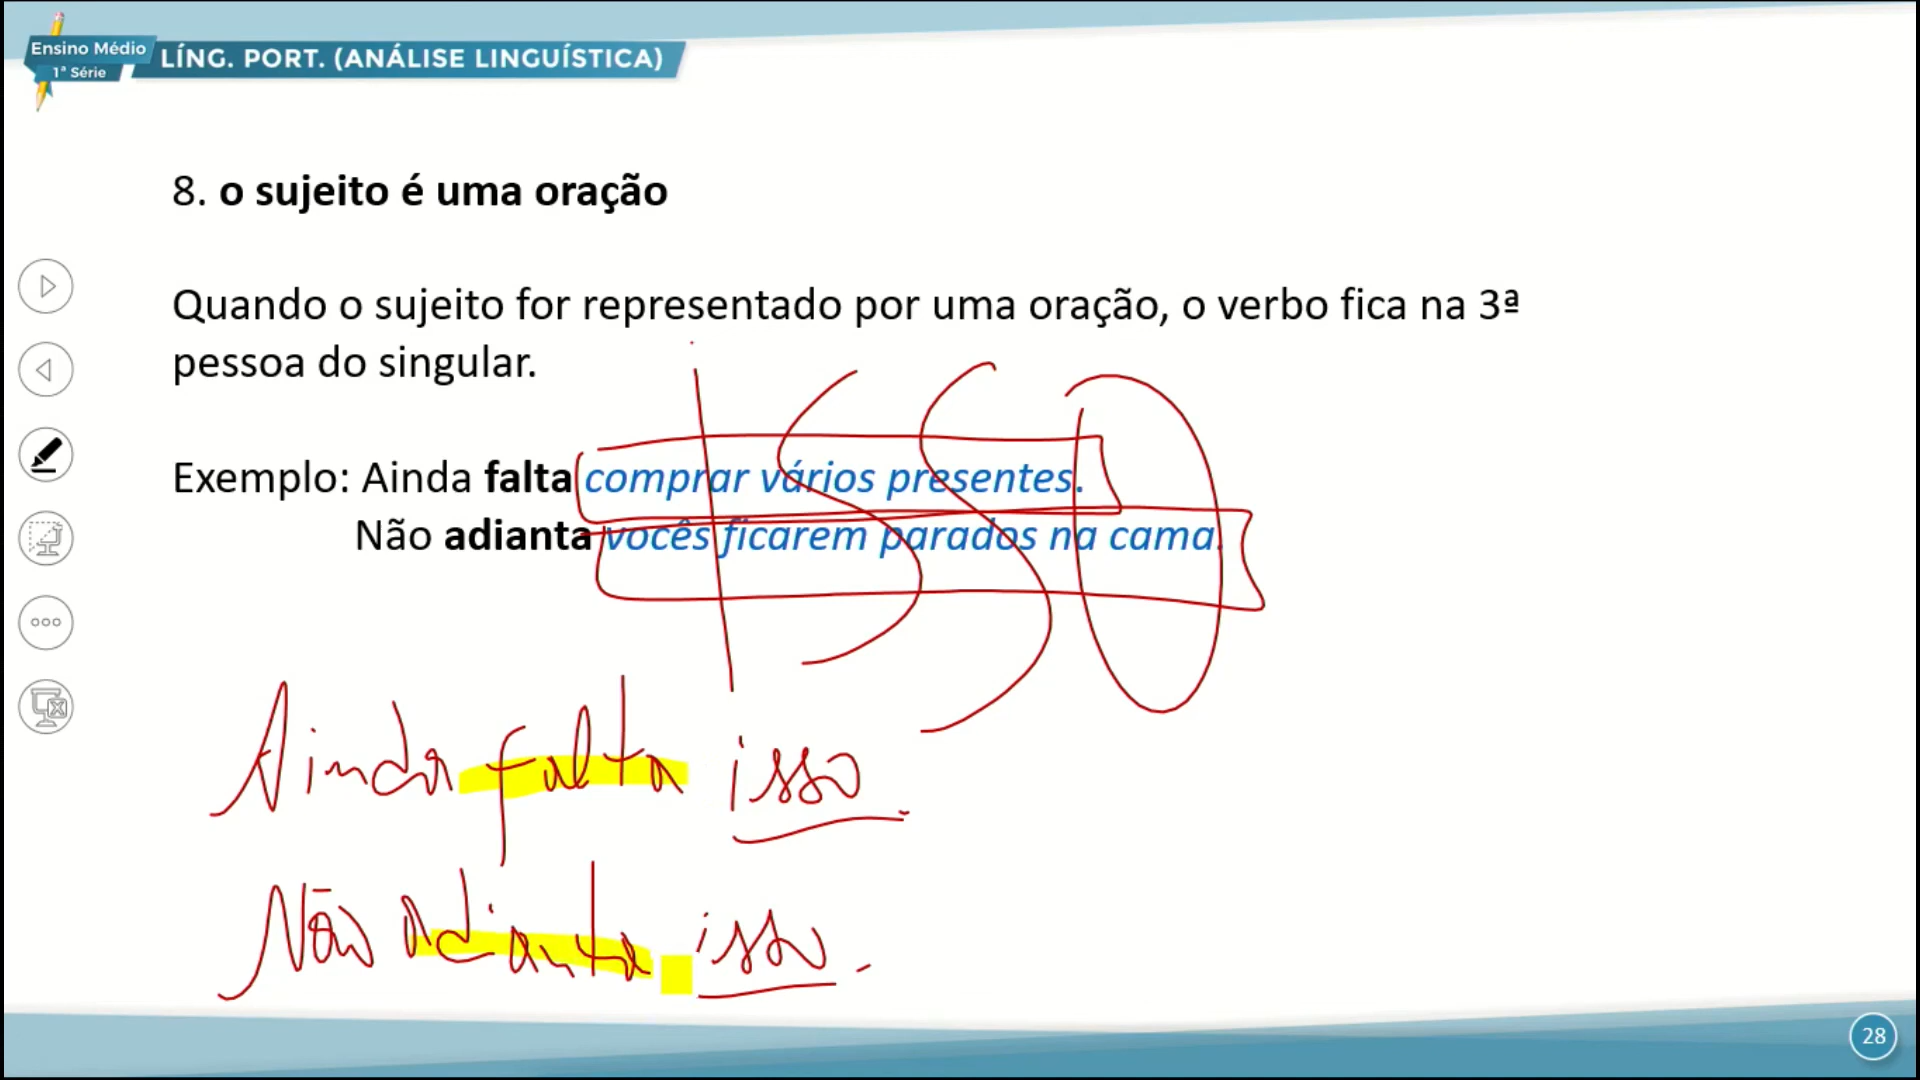 Ensino Médio
1ª Série
LÍNG. PORT. (ANÁLISE LINGUÍSTICA)
8. o sujeito é uma oração
Quando o sujeito for representado por uma oração, o verbo fica na 3ª
pessoa do singular.
Exemplo: Ainda falta comprar vários presentes.
Não adianta vocês ficarem parados na cama.
ISSO
Ainda falta isso.
Não adianta isso.
28